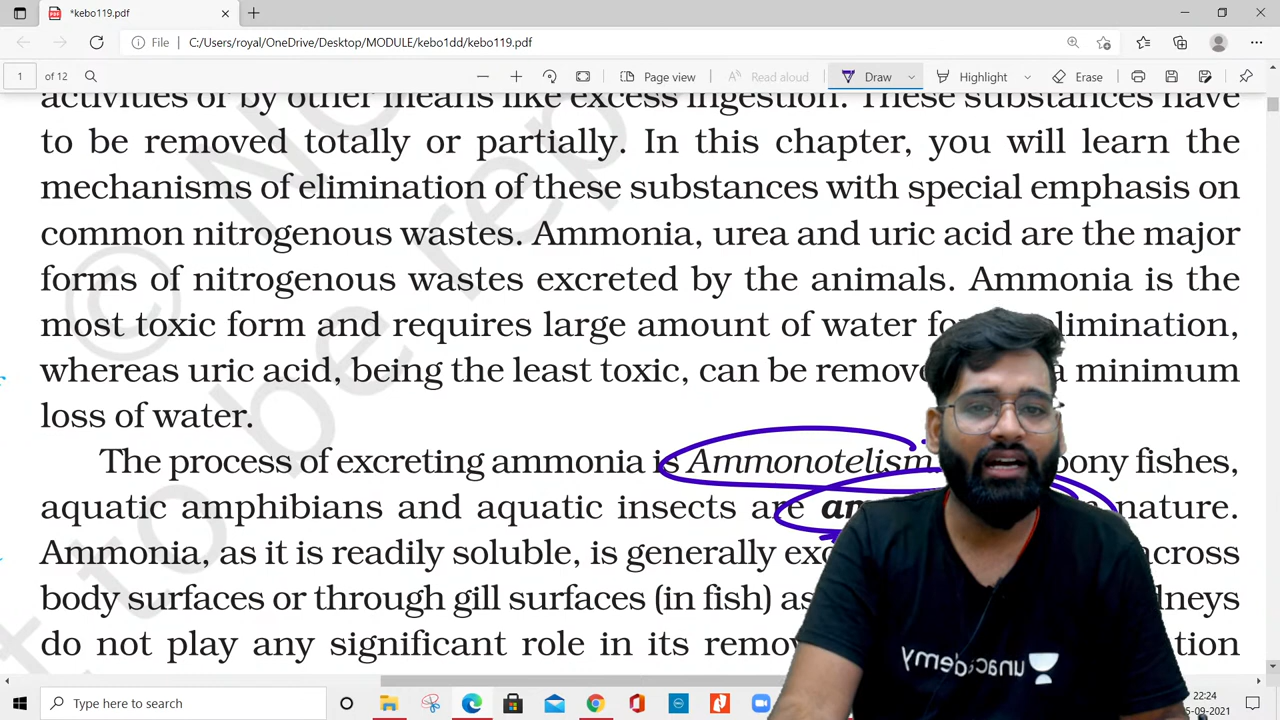 *kebo119.pdf
File
C:/Users/royal/OneDrive/Desktop/MODULE/kebo1dd/kebo119.pdf
1 of 12
Page view
Read aloud
Draw
Highlight
Erase
activities or by other means like excess ingestion. These substances have
to be removed totally or partially. In this chapter, you will learn the
mechanisms of elimination of these substances with special emphasis on
common nitrogenous wastes. Ammonia, urea and uric acid are the major
forms of nitrogenous wastes excreted by the animals. Ammonia is the
most toxic form and requires large amount of water
whereas uric acid, being the least toxic, can be a minimum
loss of water.
The process of excreting ammonia is Ammonotelism bony fishes,
aquatic amphibians and aquatic insects are nature.
Ammonia, as it is readily soluble, is generally across
body surfaces or through gill surfaces (in fish) as
do not play any significant role in its
unacademy
Type here to search
22:24